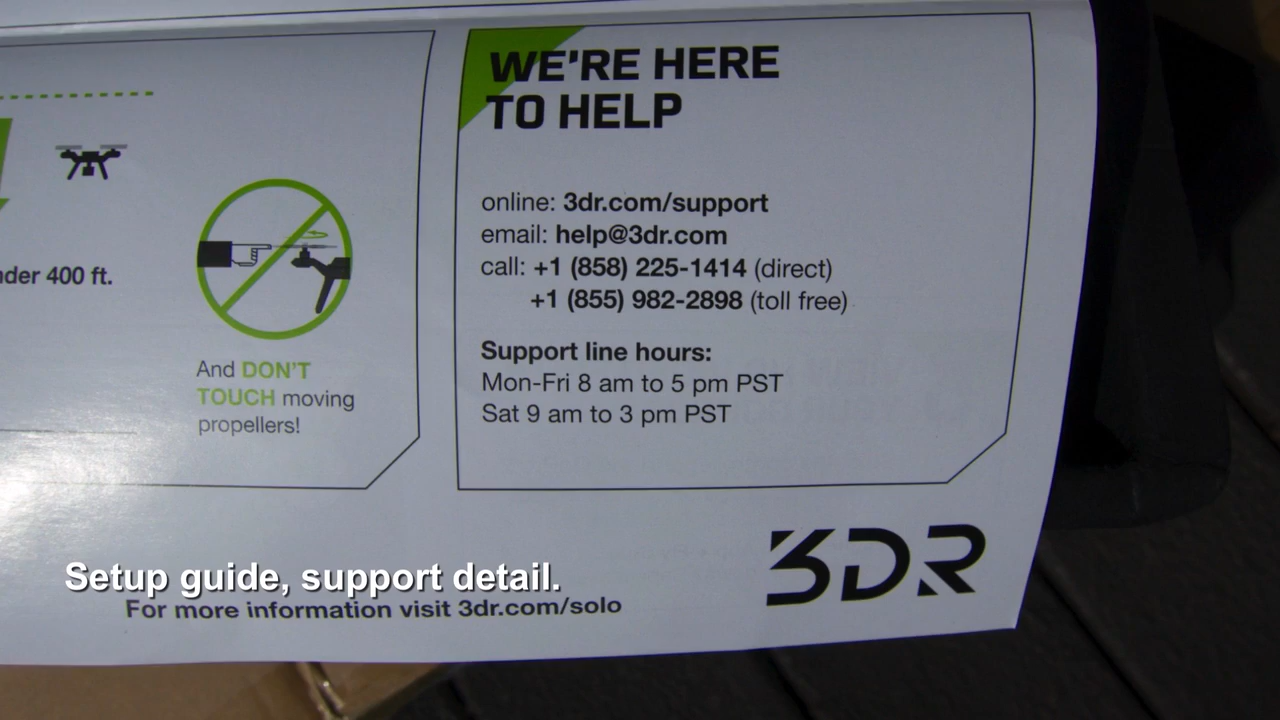 nder 400 ft.
And DON'T
TOUCH moving
propellers!
WE'RE HERE
TO HELP
online: 3dr.com/support
email: help@3dr.com
call: +1 (858) 225-1414 (direct)
+1 (855) 982-2898 (toll free)
Support line hours:
Mon-Fri 8 am to 5 pm PST
Sat 9 am to 3 pm PST
3DR
Setup guide, support detail.
For more information visit 3dr.com/solo